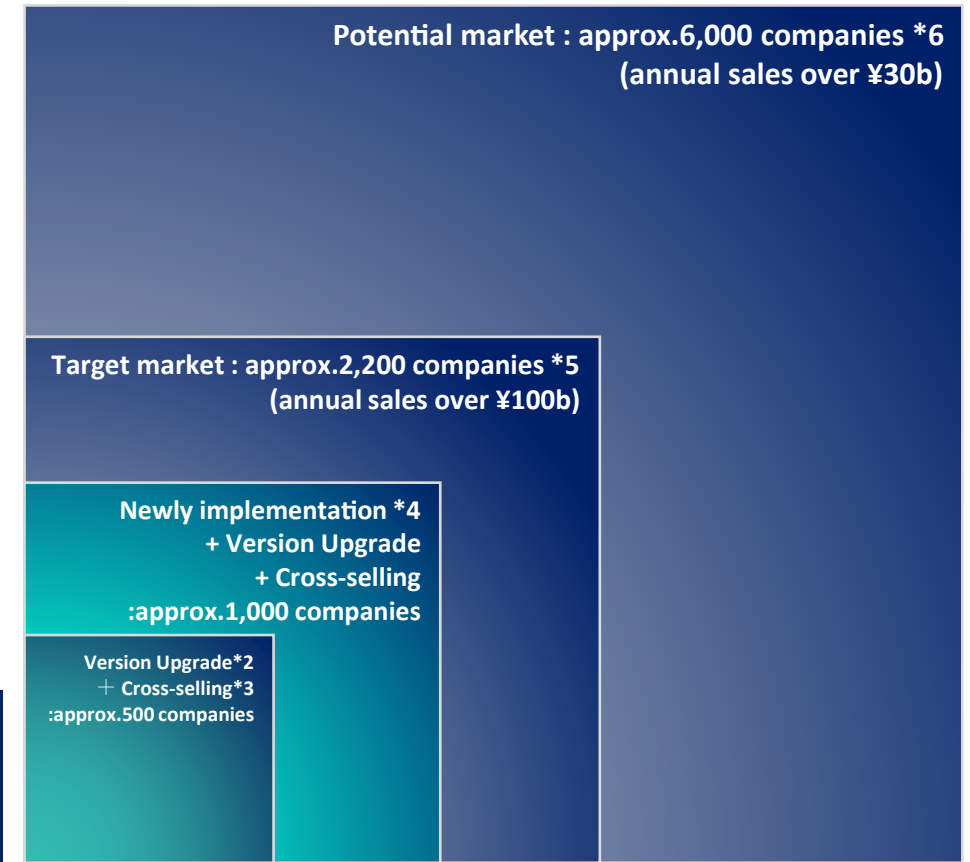 Potential market : approx.6,000 companies *6
(annual sales over ¥30b)
Target market : approx.2,200 companies *5
(annual sales over ¥100b)
Newly implementation *4
+ Version Upgrade
+ Cross-selling
:approx.1,000 companies
Version Upgrade*2
＋ Cross-selling*3
:approx.500 companies